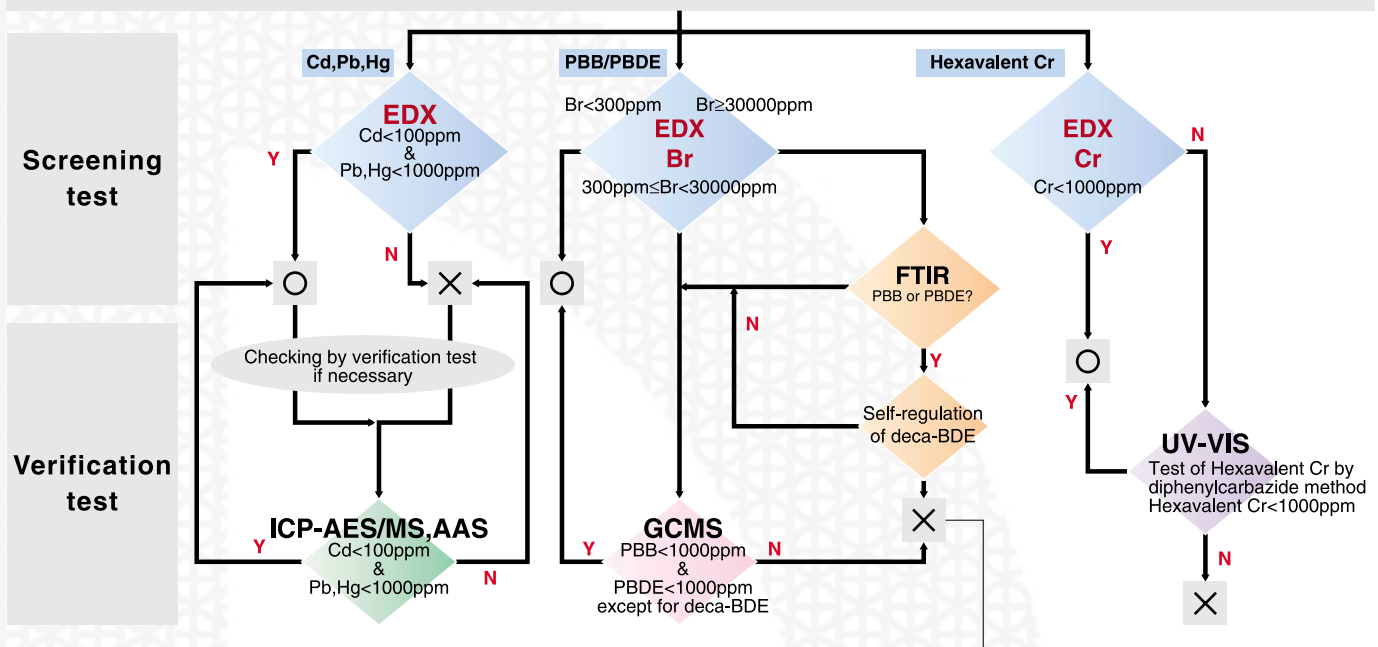 Cd,Pb,Hg
PBB/PBDE
Hexavalent Cr
Screening
test
EDX
Cd<100ppm
&
Pb,Hg<1000ppm
Y
N
Br<300ppm
Br≥30000ppm
EDX
Br
300ppm≤Br<30000ppm
EDX
Cr
Cr<1000ppm
N
Y
FTIR
PBB or PBDE?
N
Y
Checking by verification test
if necessary
Self-regulation
of deca-BDE
Y
Verification
test
ICP-AES/MS,AAS
Cd<100ppm
&
Pb,Hg<1000ppm
Y
N
GCMS
PBB<1000ppm
&
PBDE<1000ppm
except for deca-BDE
Y
N
UV-VIS
Test of Hexavalent Cr by
diphenylcarbazide method
Hexavalent Cr<1000ppm
N